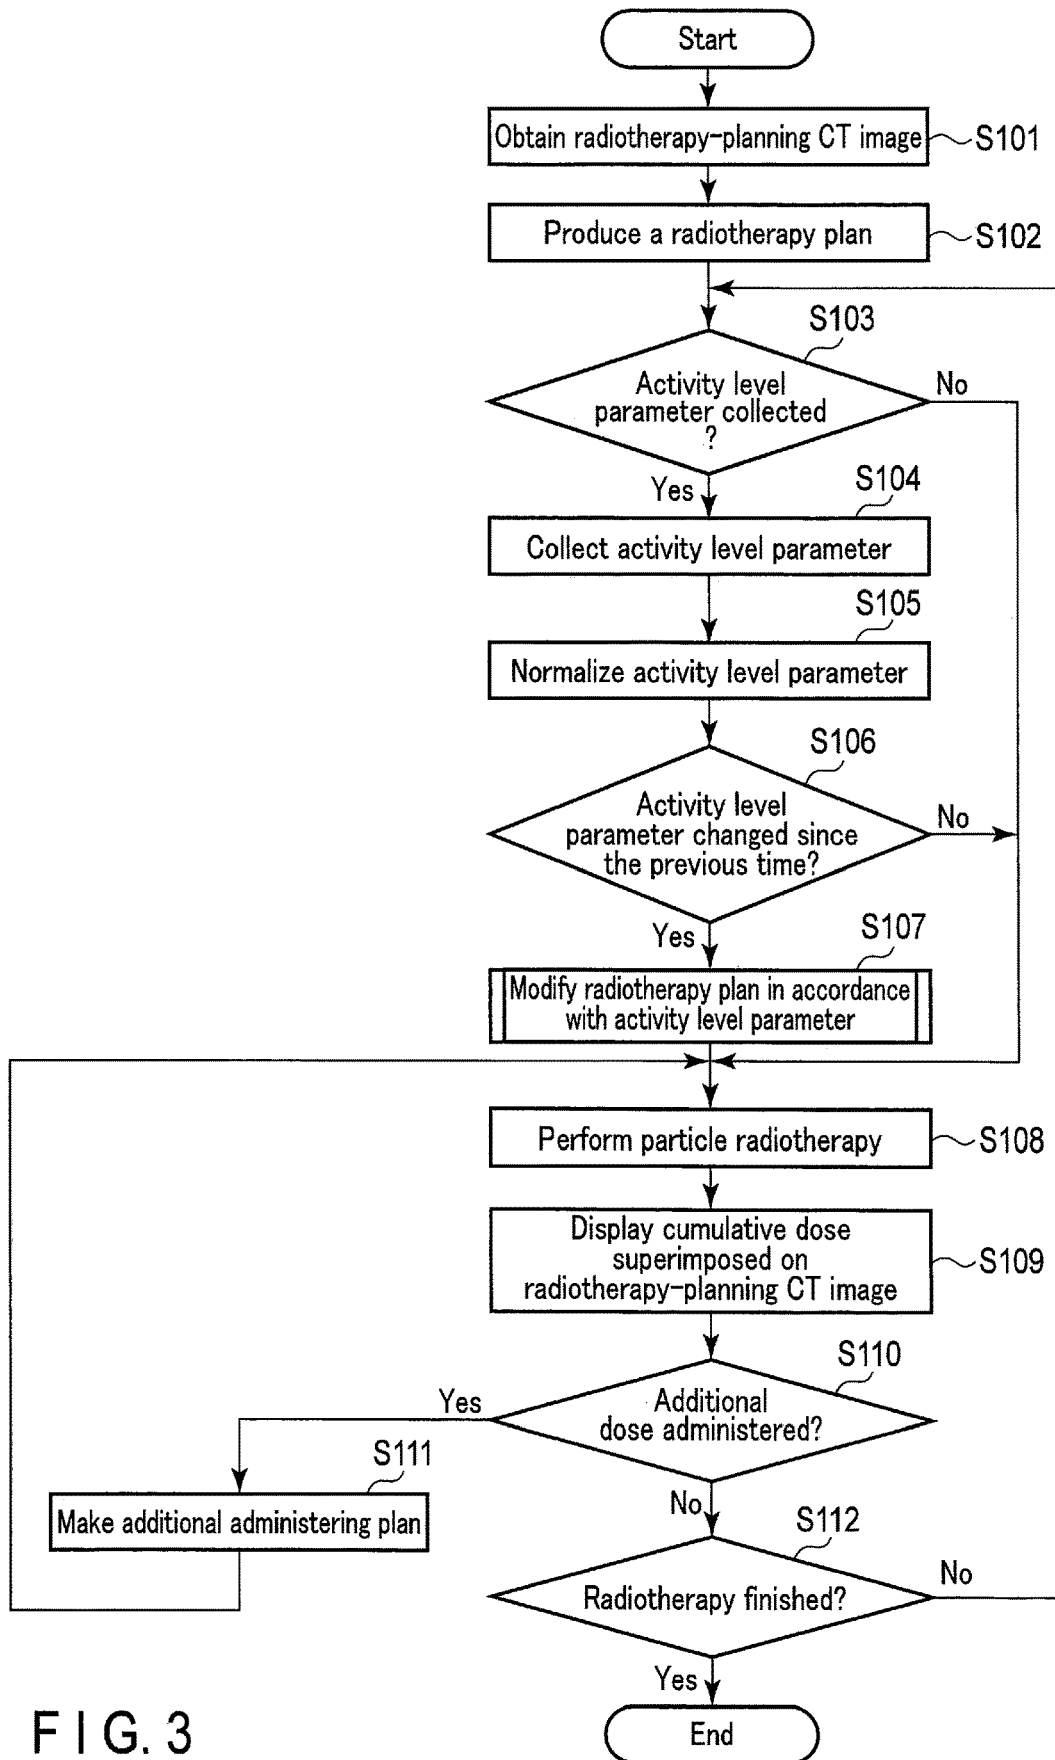 Start
Obtain radiotherapy-planning CT image
S101
Produce a radiotherapy plan
S102
S103
Activity level
parameter collected
?
No
Yes
S104
Collect activity level parameter
S105
Normalize activity level parameter
S106
Activity level
parameter changed since
the previous time?
No
Yes
S107
Modify radiotherapy plan in accordance
with activity level parameter
Perform particle radiotherapy
S108
Display cumulative dose
superimposed on
radiotherapy-planning CT image
S109
S110
Additional
dose administered?
Yes
S111
Make additional administering plan
No
S112
Radiotherapy finished?
No
Yes
End
FIG. 3